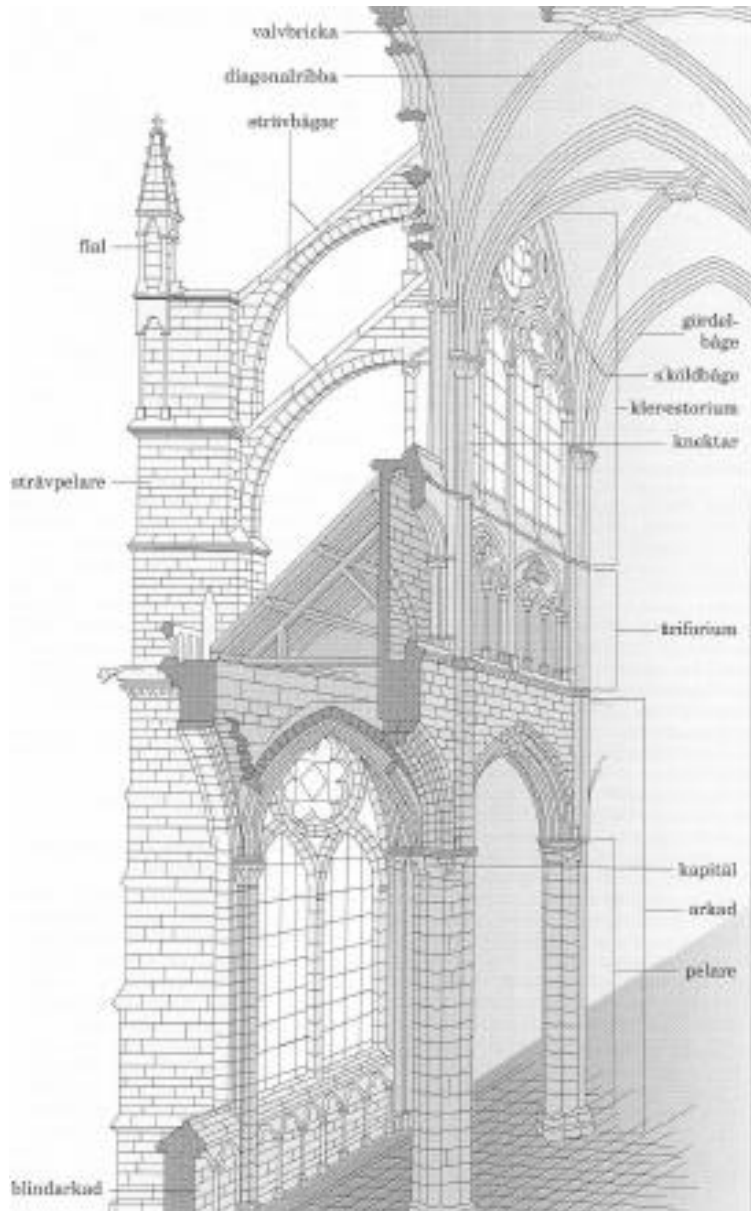 valvbricka
diagonalribba
strävbågar
fial
gördel-
båge
sköldbåge
klerestorium
knektar
strävpelare
triforium
kapitäl
arkad
pelare
blindarkad